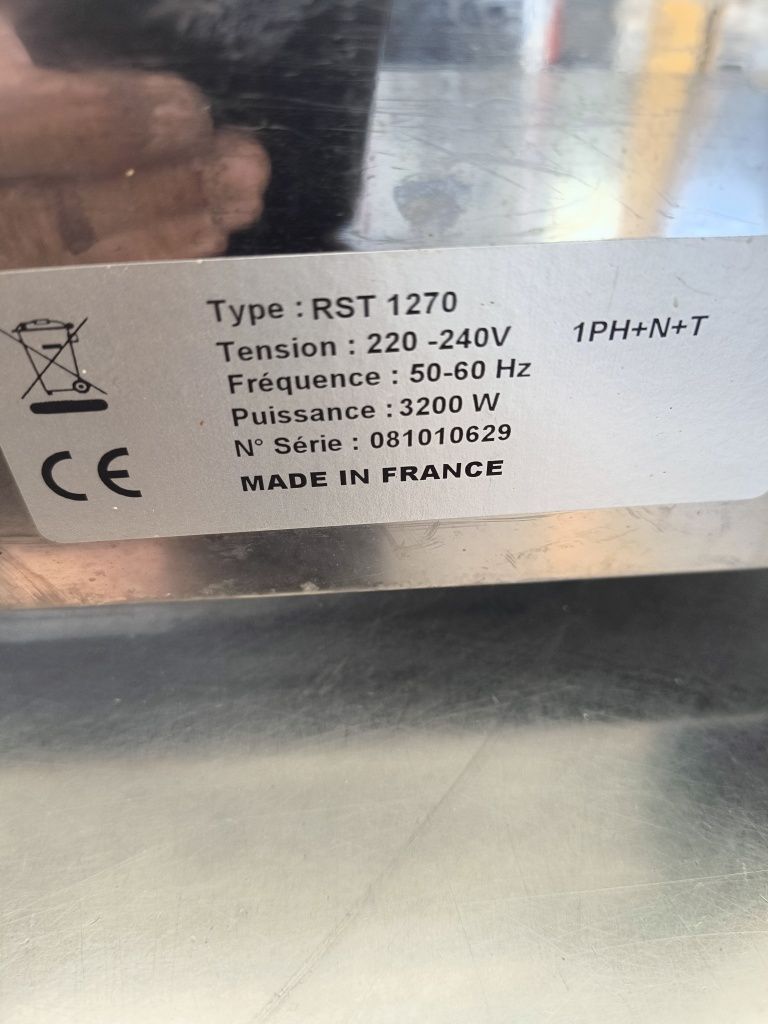 Type : RST 1270
Tension : 220 -240V 1PH+N+T
Fréquence : 50-60 Hz
Puissance : 3200 W
N° Série : 081010629
MADE IN FRANCE
CE